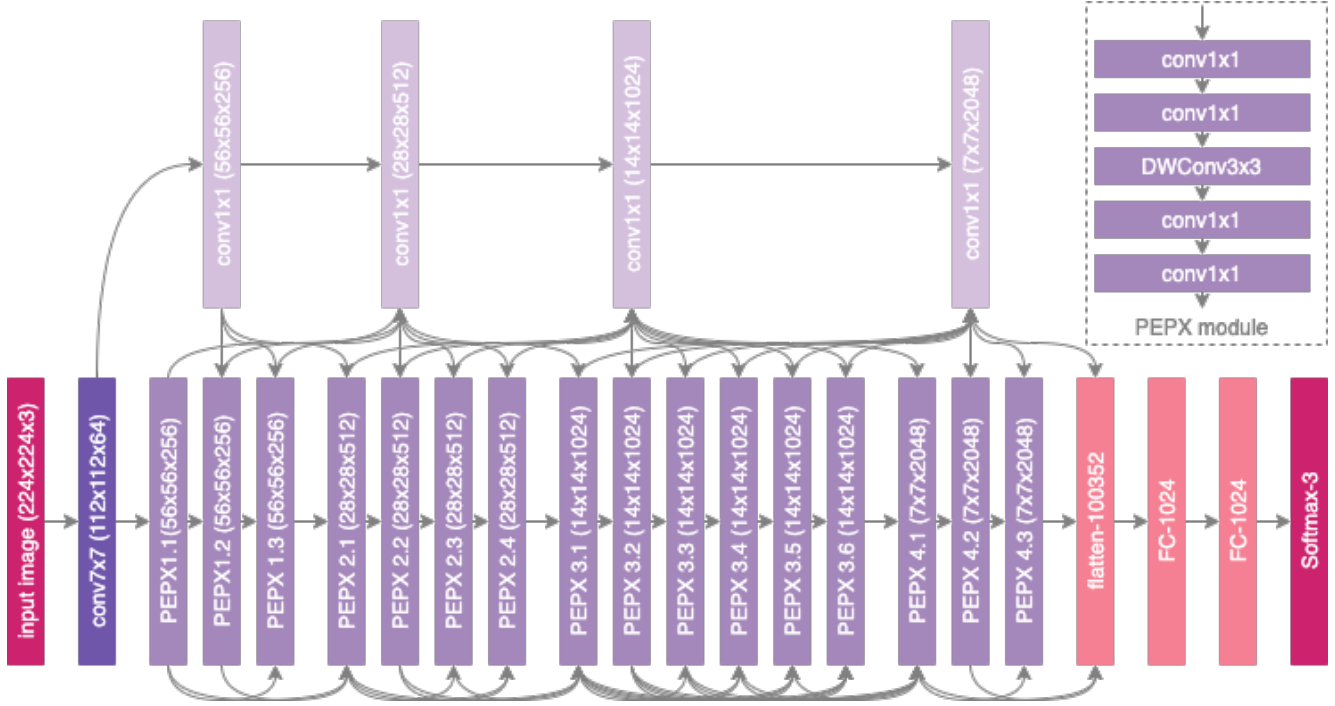 conv1x1 (56x56x256)
conv1x1 (28x28x512)
conv1x1 (14x14x1024)
conv1x1 (7x7x2048)
conv1x1
conv1x1
DWConv3x3
conv1x1
conv1x1
PEPX module
input image (224x224x3)
conv7x7 (112x112x64)
PEPX1.1(56x56x256)
PEPX1.2 (56x56x256)
PEPX 1.3 (56x56x256)
PEPX 2.1 (28x28x512)
PEPX 2.2 (28x28x512)
PEPX 2.3 (28x28x512)
PEPX 2.4 (28x28x512)
PEPX 3.1 (14x14x1024)
PEPX 3.2 (14x14x1024)
PEPX 3.3 (14x14x1024)
PEPX 3.4 (14x14x1024)
PEPX 3.5 (14x14x1024)
PEPX 3.6 (14x14x1024)
PEPX 4.1 (7x7x2048)
PEPX 4.2 (7x7x2048)
PEPX 4.3 (7x7x2048)
flatten-100352
FC-1024
FC-1024
Softmax-3